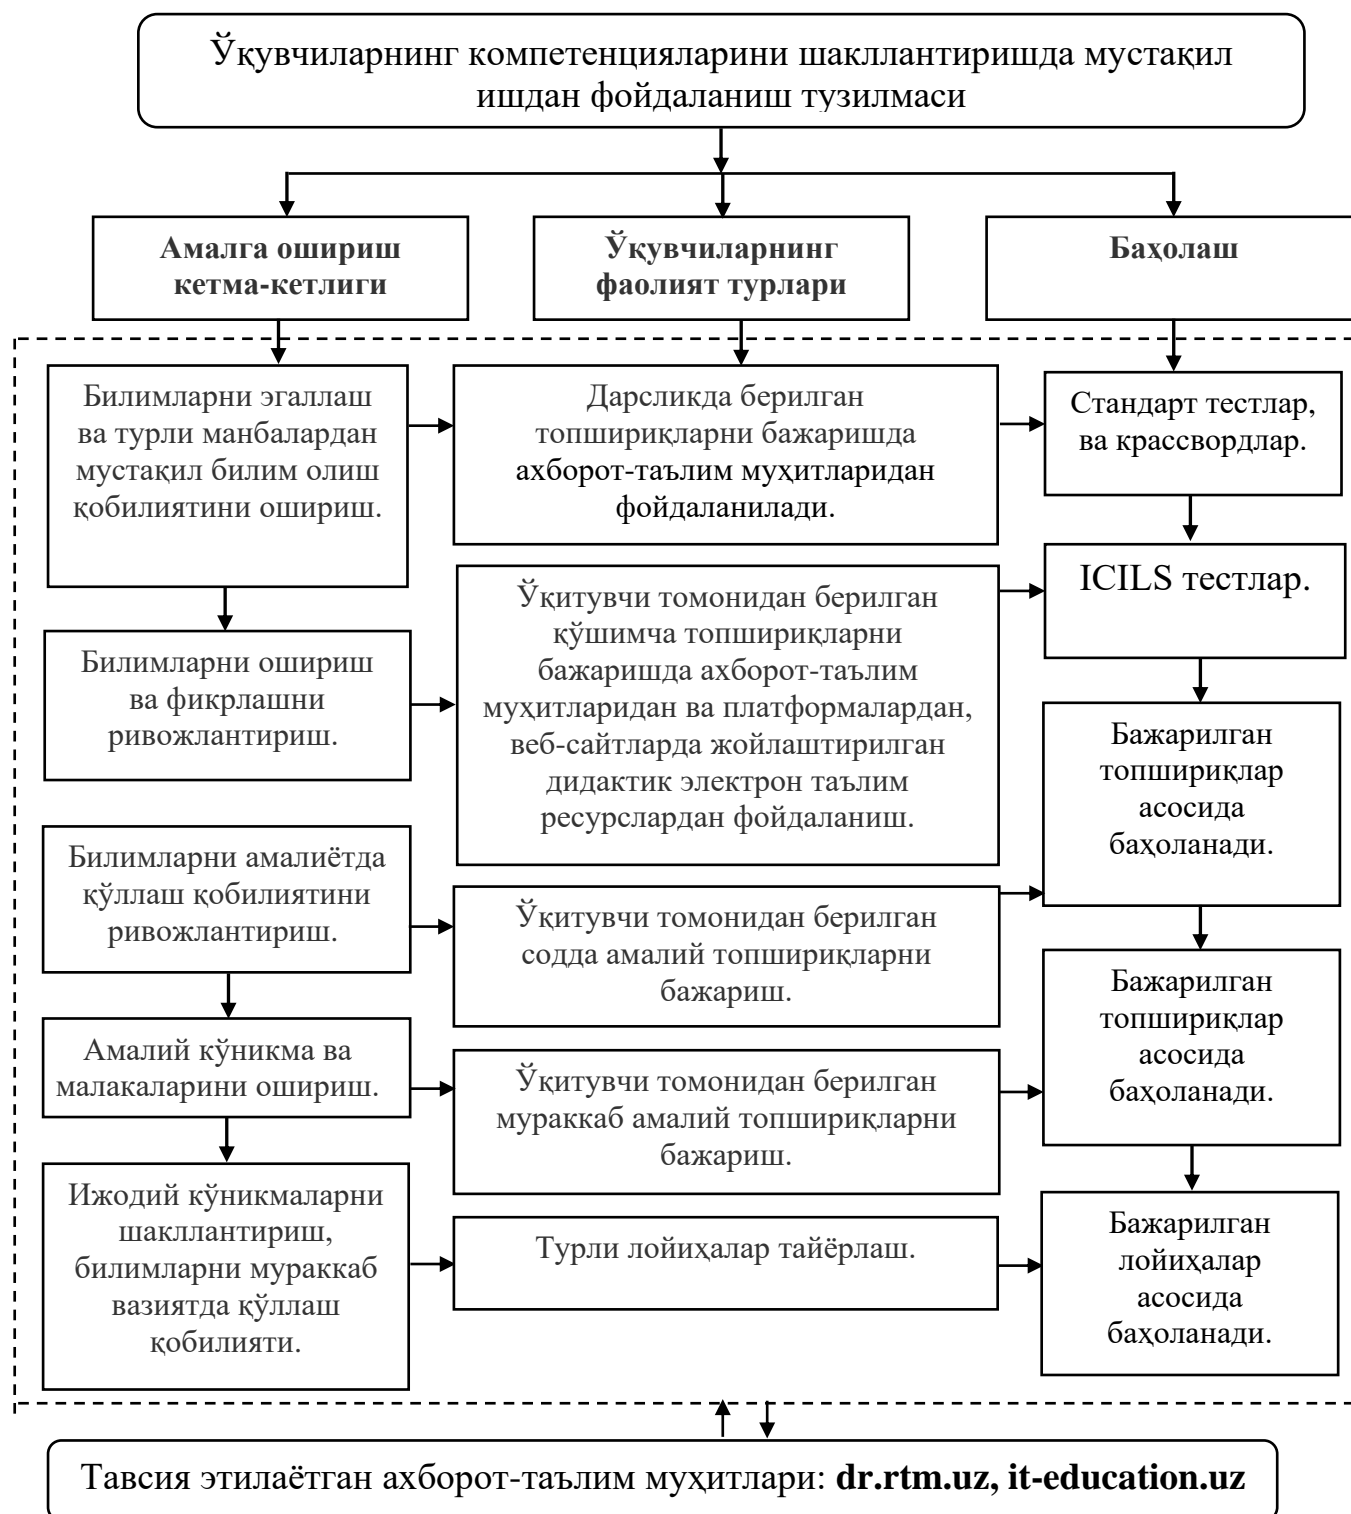 Ўқувчиларнинг компетенцияларини шакллантиришда мустақил
ишдан фойдаланиш тузилмаси
Амалга ошириш
кетма-кетлиги
Ўқувчиларнинг
фаолият турлари
Баҳолаш
Билимларни эгаллаш
ва турли манбалардан
мустақил билим олиш
қобилиятини ошириш.
Дарсликда берилган
топшириқларни бажаришда
ахборот-таълим муҳитларидан
фойдаланилади.
Стандарт тестлар,
ва крассвордлар.
Билимларни ошириш
ва фикрлашни
ривожлантириш.
Ўқитувчи томонидан берилган
қўшимча топшириқларни
бажаришда ахборот-таълим
муҳитларидан ва платформалардан,
веб-сайтларда жойлаштирилган
дидактик электрон таълим
ресурслардан фойдаланиш.
ICILS тестлар.
Билимларни амалиётда
қўллаш қобилиятини
ривожлантириш.
Ўқитувчи томонидан берилган
содда амалий топшириқларни
бажариш.
Бажарилган
топшириқлар
асосида
баҳоланади.
Амалий кўникма ва
малакаларини ошириш.
Ўқитувчи томонидан берилган
мураккаб амалий топшириқларни
бажариш.
Бажарилган
топшириқлар
асосида
баҳоланади.
Ижодий кўникмаларни
шакллантириш,
билимларни мураккаб
вазиятда қўллаш
қобилияти.
Турли лойиҳалар тайёрлаш.
Бажарилган
лойиҳалар
асосида
баҳоланади.
Тавсия этилаётган ахборот-таълим муҳитлари: dr.rtm.uz, it-education.uz